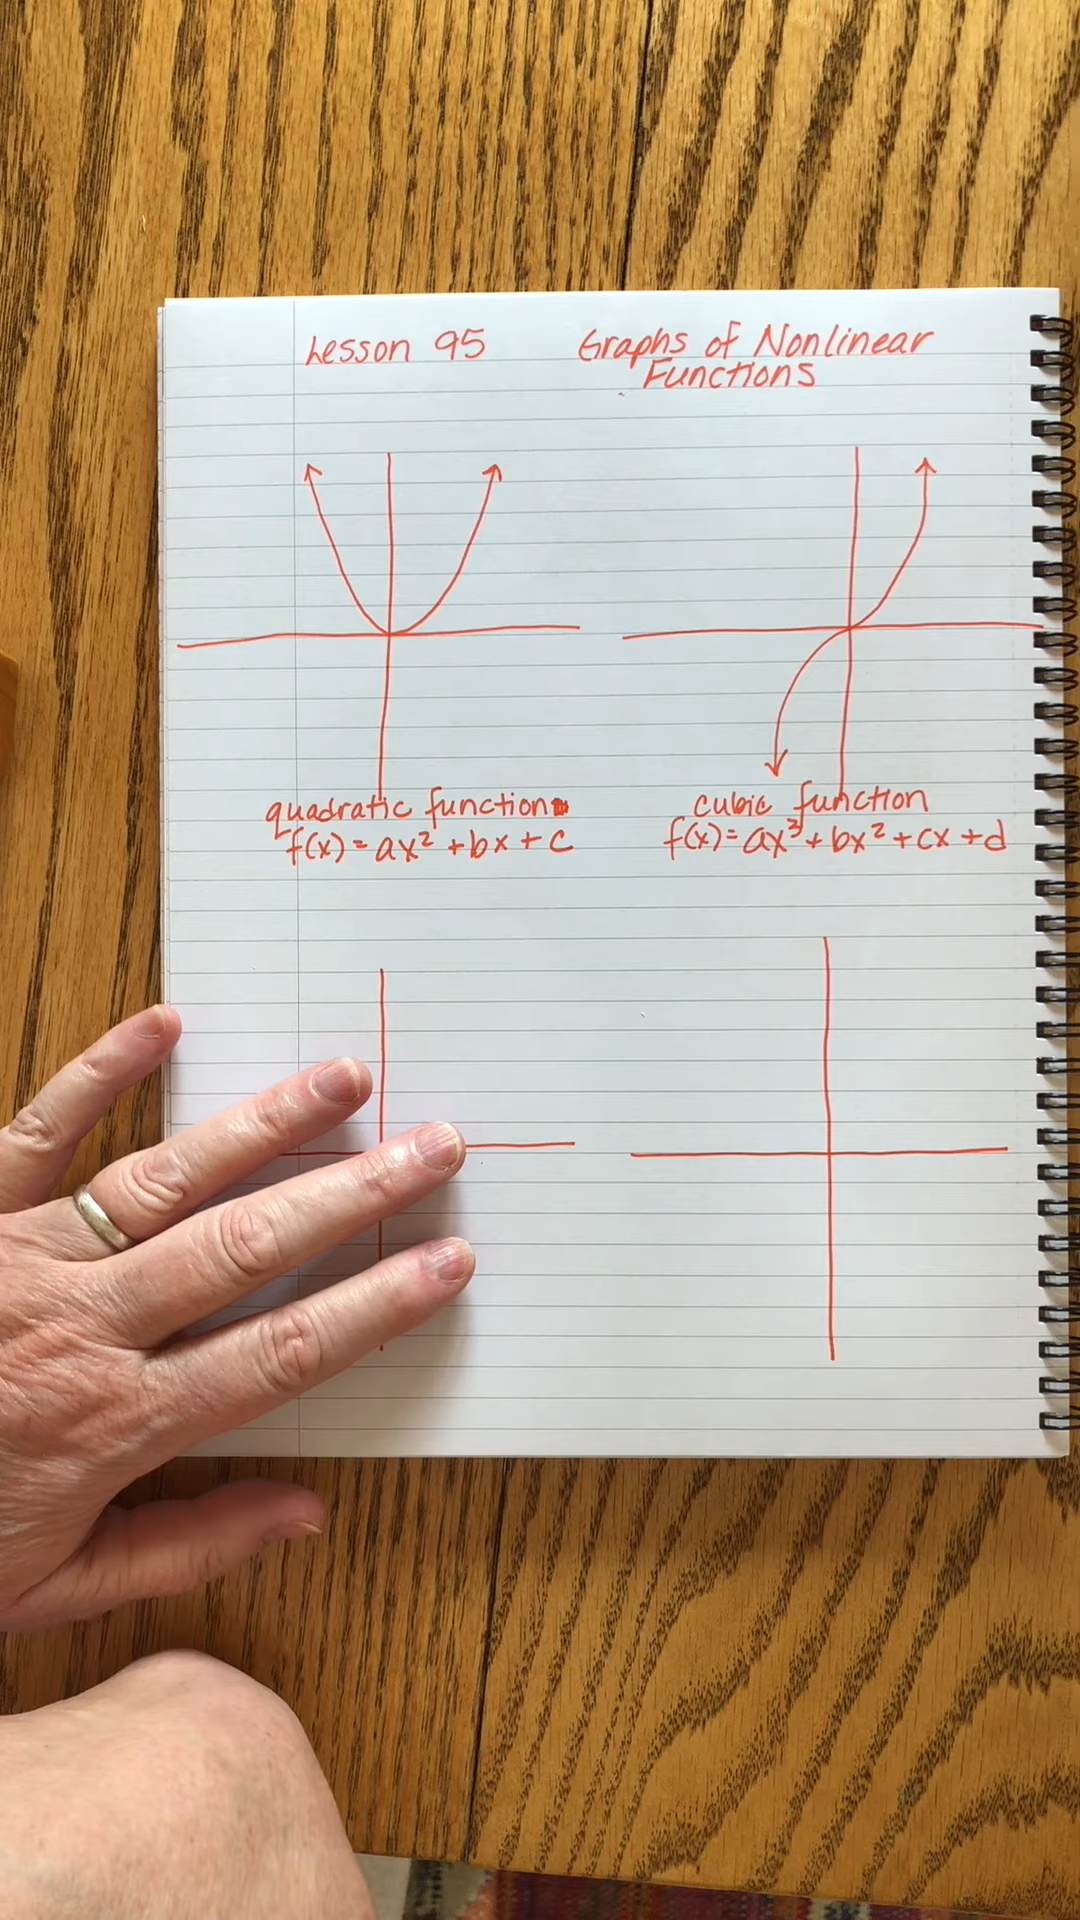 Lesson 95
Graphs of Nonlinear
Functions
quadratic function
f(x) = ax² + bx + c
cubic function
f(x) = ax³ + bx² + cx + d